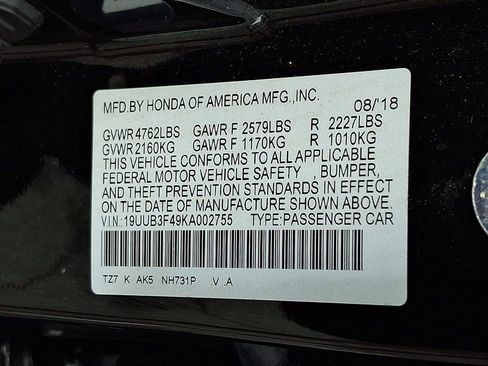 MFD.BY HONDA OF AMERICA MFG.,INC. 08/'18
GVWR 4762LBS GAWR F 2579LBS R 2227LBS
GVWR 2160KG GAWR F 1170KG R 1010KG
THIS VEHICLE CONFORMS TO ALL APPLICABLE
FEDERAL MOTOR VEHICLE SAFETY , BUMPER,
AND THEFT PREVENTION STANDARDS IN EFFECT
ON THE DATE OF MANUFACTURE SHOWN ABOVE.
V.I.N.: 19UUB3F49KA002755 TYPE:PASSENGER CAR
TZ7 K AK5 NH731P .V .A